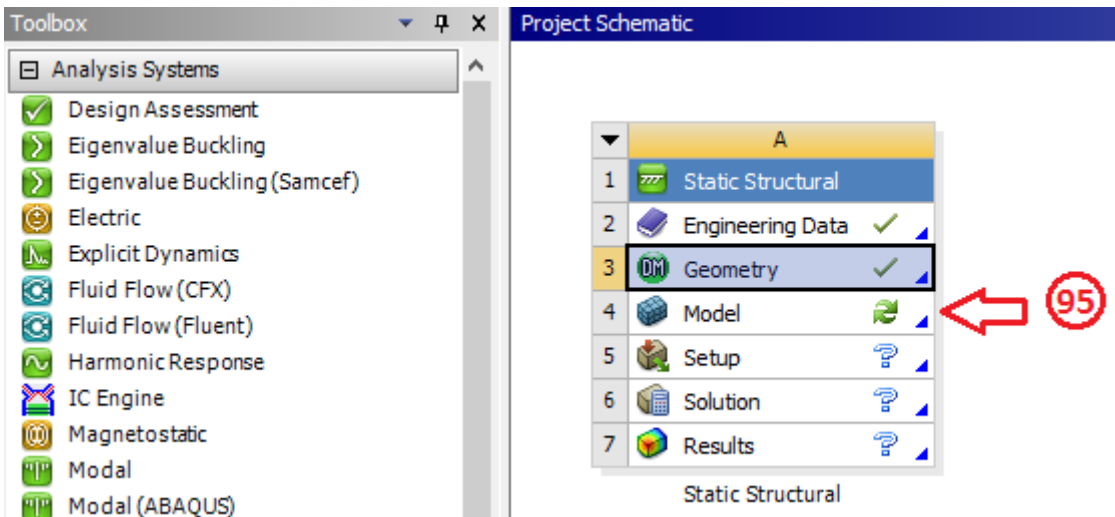 Toolbox
Analysis Systems
Design Assessment
Eigenvalue Buckling
Eigenvalue Buckling (Samcef)
Electric
Explicit Dynamics
Fluid Flow (CFX)
Fluid Flow (Fluent)
Harmonic Response
IC Engine
Magnetostatic
Modal
Modal (ABAQUS)
Project Schematic
A
1 Static Structural
2 Engineering Data
3 DM Geometry
4 Model
95
5 Setup ?
6 Solution ?
7 Results ?
Static Structural